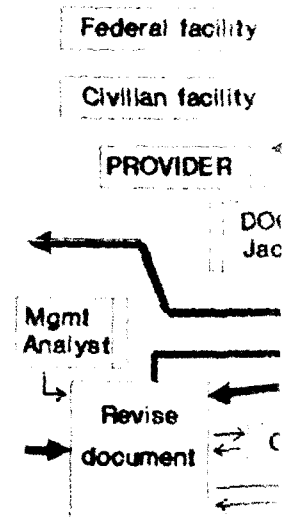 Federal facility
Civilian facility
PROVIDER
Mgmt
Analyst
Revise
document